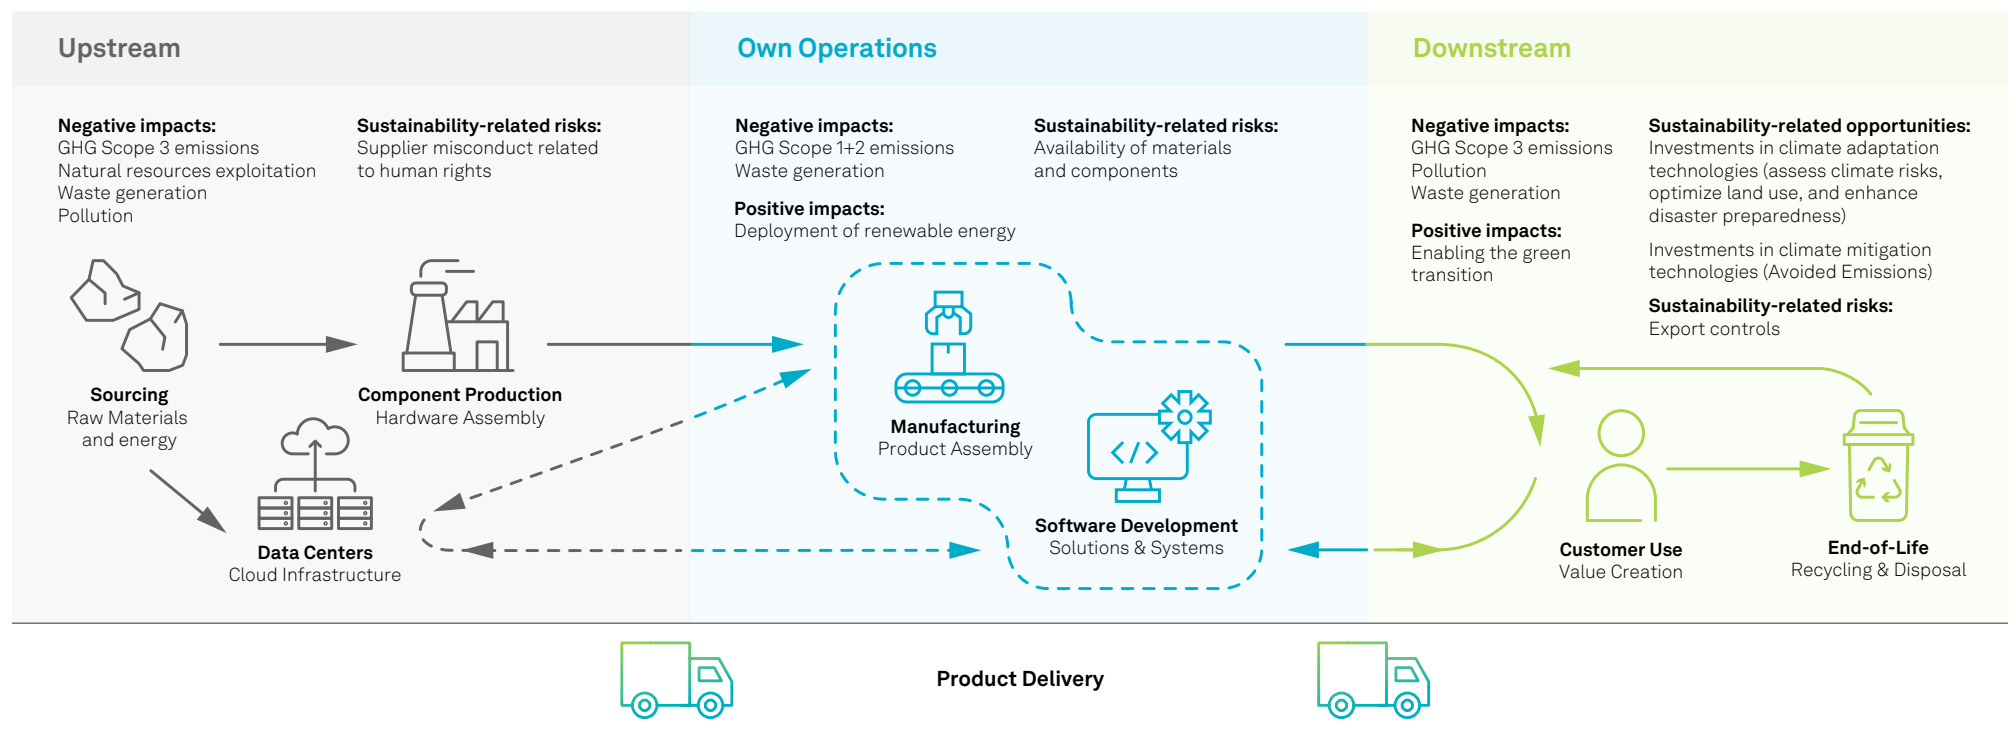 Upstream
Negative impacts:
GHG Scope 3 emissions
Natural resources exploitation
Waste generation
Pollution
Sustainability-related risks:
Supplier misconduct related
to human rights
Sourcing
Raw Materials
and energy
Component Production
Hardware Assembly
Data Centers
Cloud Infrastructure
Own Operations
Negative impacts:
GHG Scope 1+2 emissions
Waste generation
Positive impacts:
Deployment of renewable energy
Sustainability-related risks:
Availability of materials
and components
Manufacturing
Product Assembly
</>
Software Development
Solutions & Systems
Downstream
Negative impacts:
GHG Scope 3 emissions
Pollution
Waste generation
Positive impacts:
Enabling the green
transition
Sustainability-related opportunities:
Investments in climate adaptation
technologies (assess climate risks,
optimize land use, and enhance
disaster preparedness)
Investments in climate mitigation
technologies (Avoided Emissions)
Sustainability-related risks:
Export controls
Customer Use
Value Creation
End-of-Life
Recycling & Disposal
Product Delivery